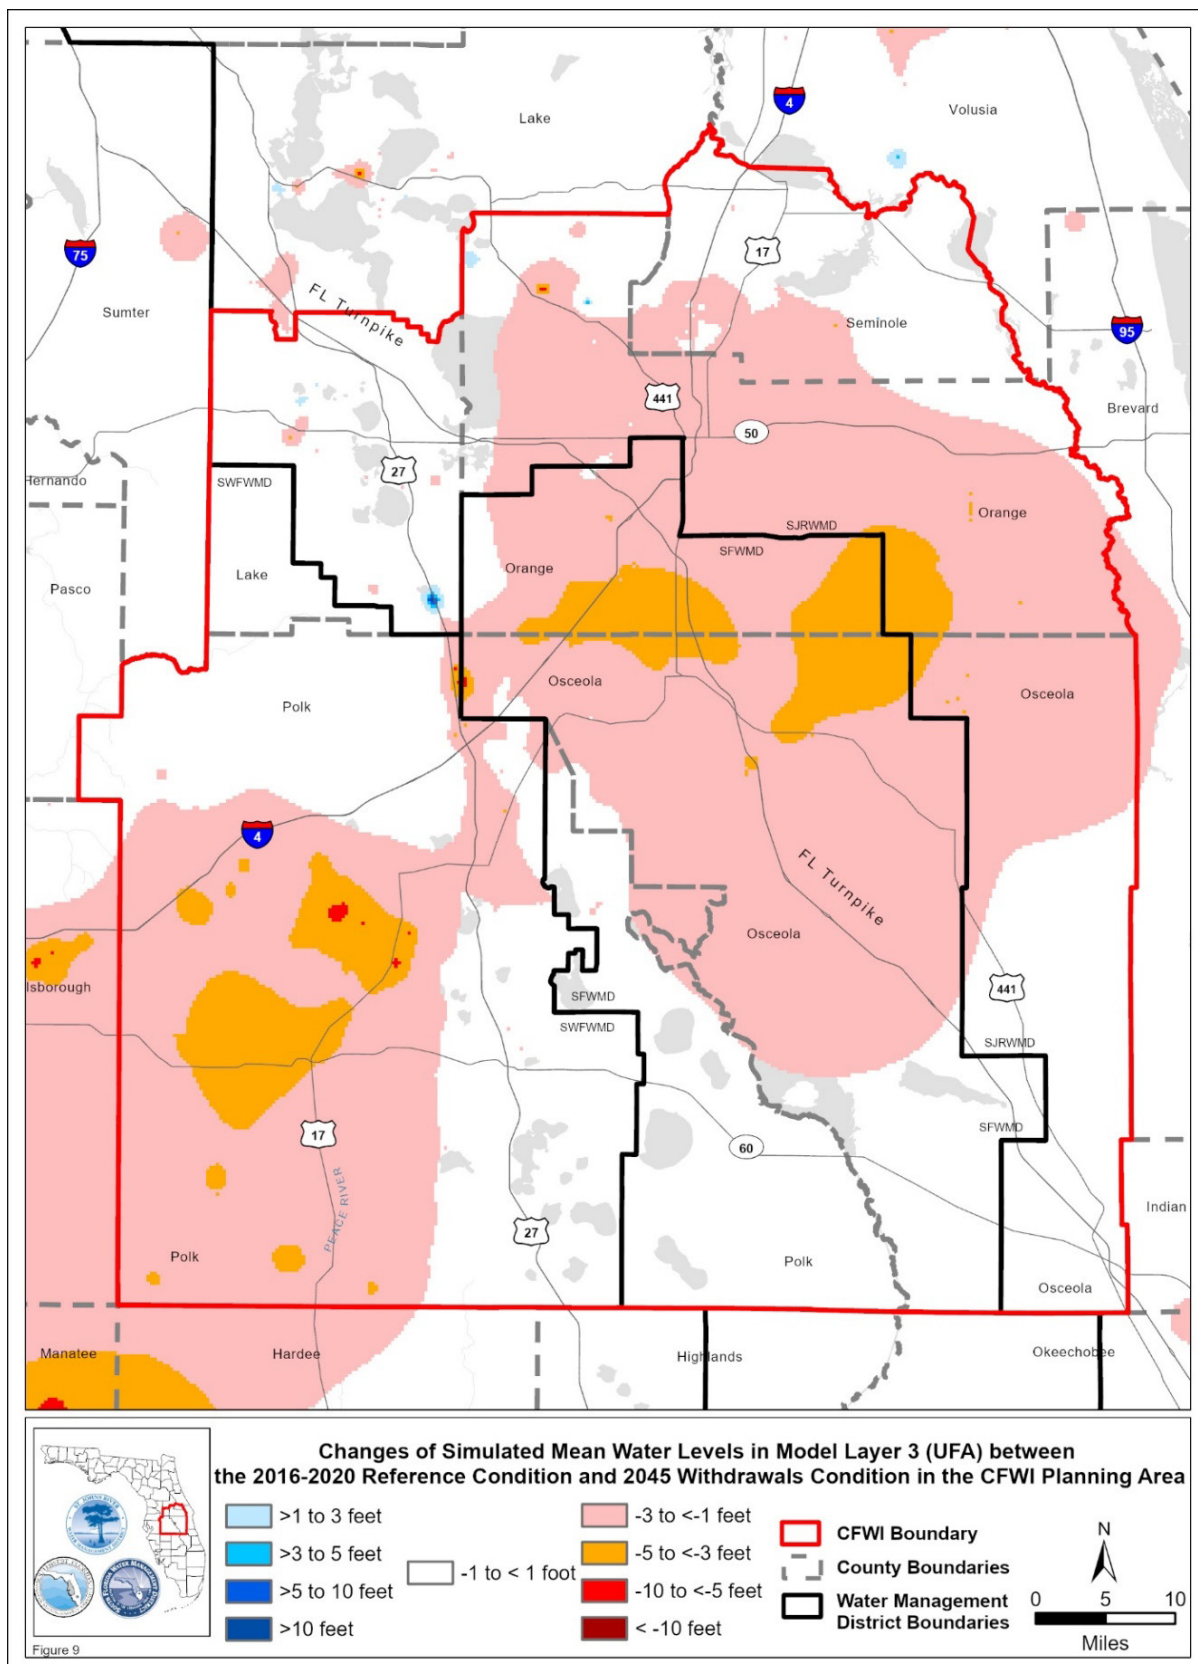 Lake
4
Volusia
75
Sumter
FL Turnpike
17
Seminole
95
441
Brevard
50
27
Hernando
SWFWMD
Orange
SJRWMD
SFWMD
Pasco
Lake
Orange
Polk
Osceola
Osceola
4
FL Turnpike
Osceola
lsborough
SFWMD
SWFWMD
441
SJRWMD
17
SFWMD
60
PEACE RIVER
27
Indian
Polk
Polk
Osceola
Manatee
Hardee
Highlands
Okeechobee
Changes of Simulated Mean Water Levels in Model Layer 3 (UFA) between
the 2016-2020 Reference Condition and 2045 Withdrawals Condition in the CFWI Planning Area
>1 to 3 feet
>3 to 5 feet
>5 to 10 feet
>10 feet
-1 to < 1 foot
-3 to <-1 feet
-5 to <-3 feet
-10 to <-5 feet
< -10 feet
CFWI Boundary
County Boundaries
Water Management
District Boundaries
N
0 5 10
Miles
Figure 9